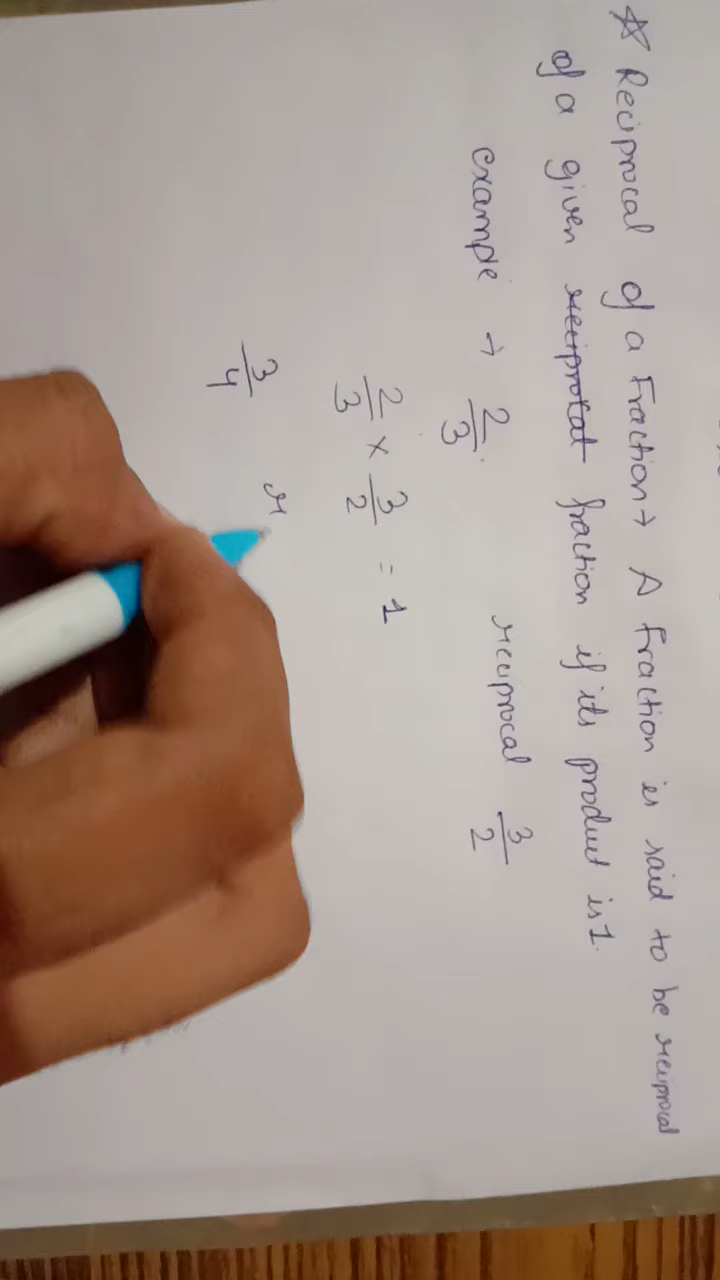 ☆ Reciprocal of a Fraction → A fraction is said to be reciprocal
of a given reciprocal fraction if its product is 1.
example → 2/3. reciprocal 3/2
2/3 × 3/2 = 1
3/4 r